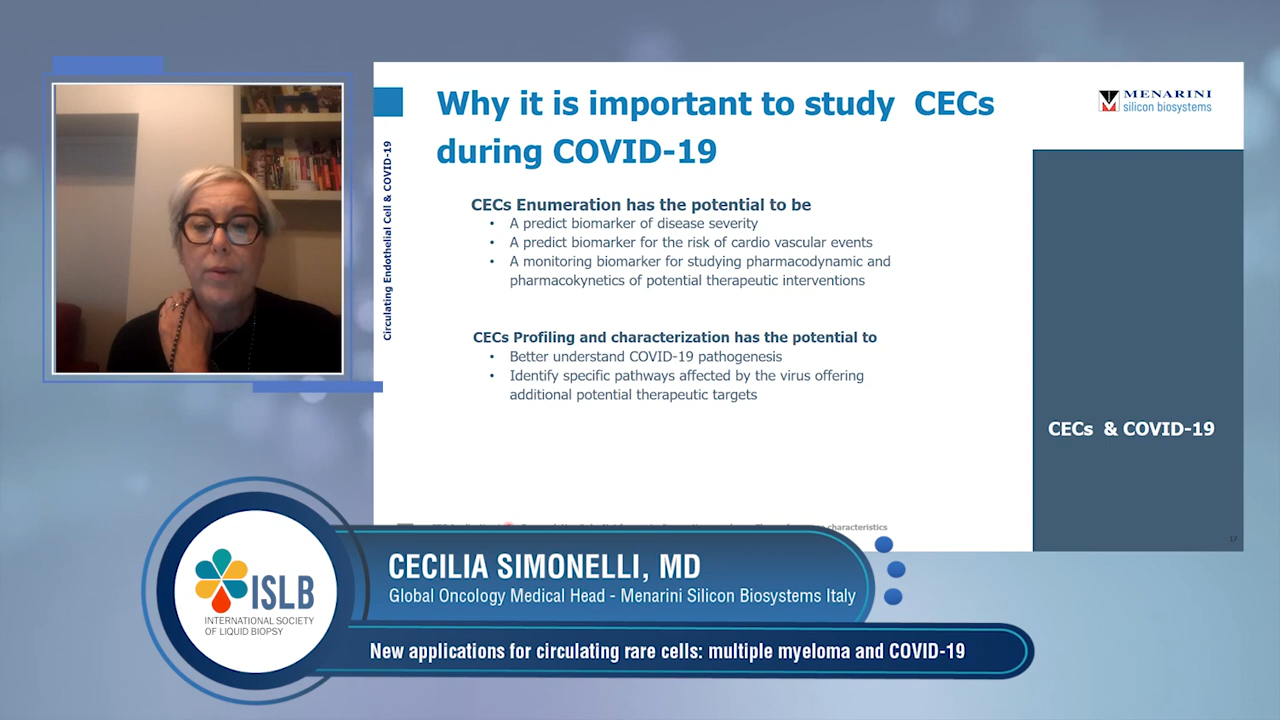 Why it is important to study CECs
during COVID-19
MENARINI
silicon biosystems
Circulating Endothelial Cell & COVID-19
CECs Enumeration has the potential to be
• A predict biomarker of disease severity
• A predict biomarker for the risk of cardio vascular events
• A monitoring biomarker for studying pharmacodynamic and
pharmacokynetics of potential therapeutic interventions
CECs Profiling and characterization has the potential to
• Better understand COVID-19 pathogenesis
• Identify specific pathways affected by the virus offering
additional potential therapeutic targets
CECs & COVID-19
characteristics
17
ISLB
INTERNATIONAL SOCIETY
OF LIQUID BIOPSY
CECILIA SIMONELLI, MD
Global Oncology Medical Head - Menarini Silicon Biosystems Italy
New applications for circulating rare cells: multiple myeloma and COVID-19